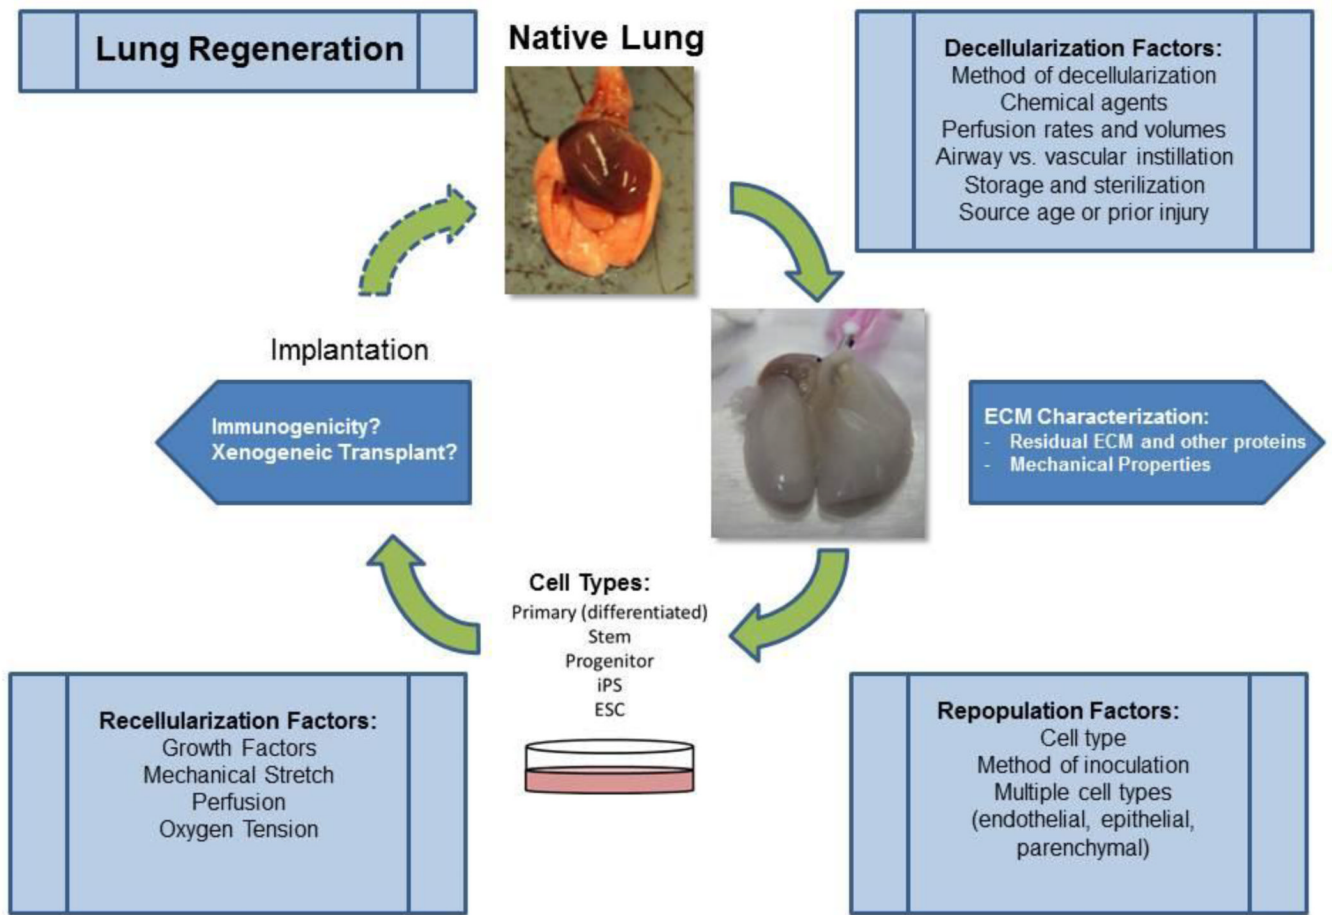 Lung Regeneration
Native Lung
Decellularization Factors:
Method of decellularization
Chemical agents
Perfusion rates and volumes
Airway vs. vascular instillation
Storage and sterilization
Source age or prior injury
Implantation
Immunogenicity?
Xenogeneic Transplant?
ECM Characterization:
- Residual ECM and other proteins
- Mechanical Properties
Cell Types:
Primary (differentiated)
Stem
Progenitor
iPS
ESC
Recellularization Factors:
Growth Factors
Mechanical Stretch
Perfusion
Oxygen Tension
Repopulation Factors:
Cell type
Method of inoculation
Multiple cell types
(endothelial, epithelial,
parenchymal)